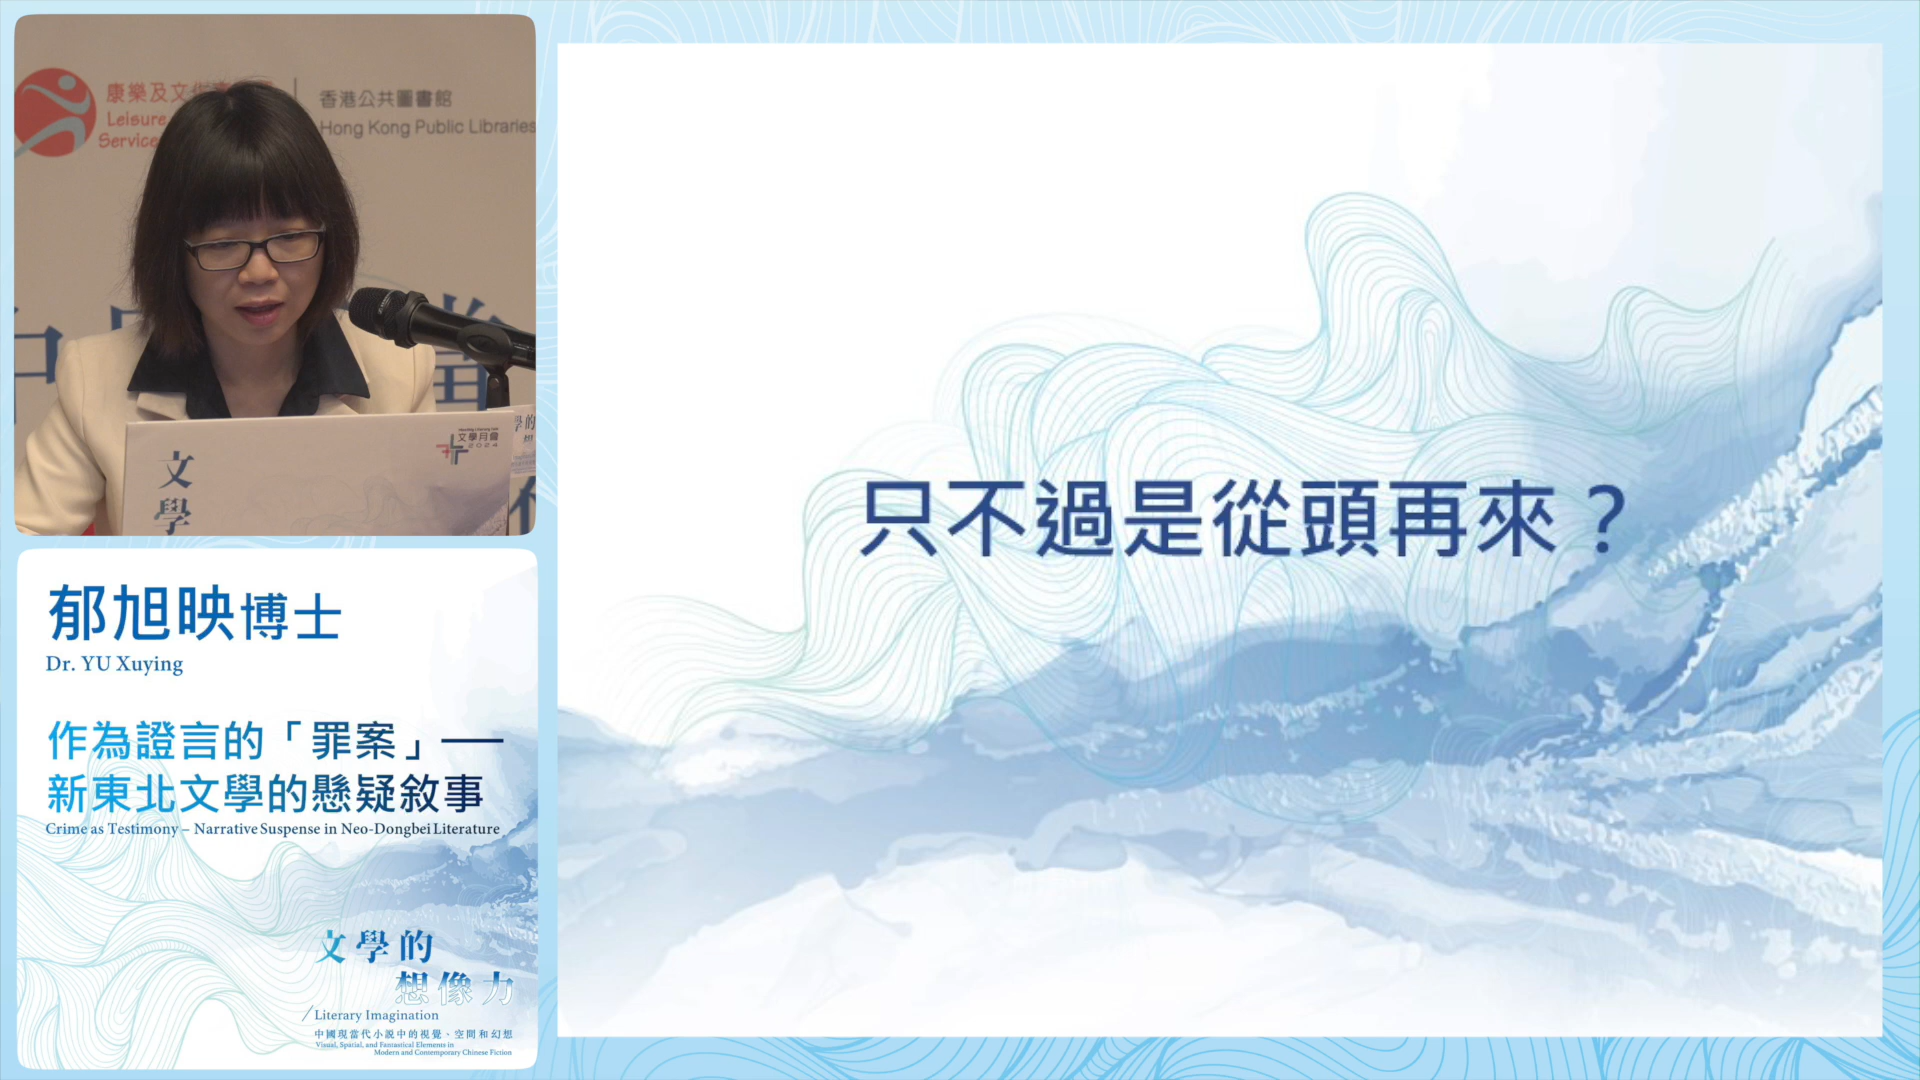 康樂及文
Leisure
Service
香港公共圖書館
Hong Kong Public Libraries
文學月會
2024
文
學
郁旭映博士
Dr. YU Xuying
作為證言的「罪案」——
新東北文學的懸疑敘事
Crime as Testimony – Narrative Suspense in Neo-Dongbei Literature
文學的
想像力
/Literary Imagination
中國現當代小說中的視覺、空間和幻想
Visual, Spatial, and Fantastical Elements in
Modern and Contemporary Chinese Fiction
只不過是從頭再來？